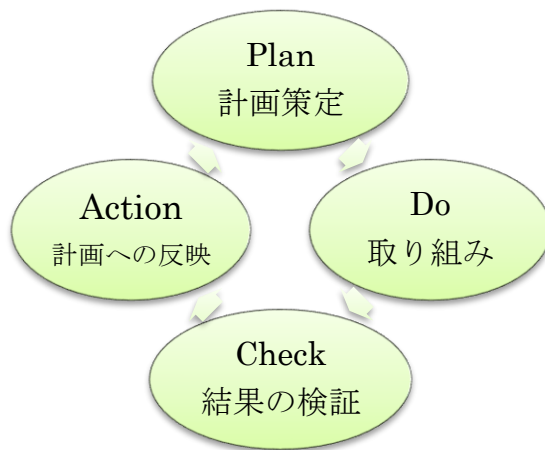 Plan
計画策定
Do
取り組み
Check
結果の検証
Action
計画への反映